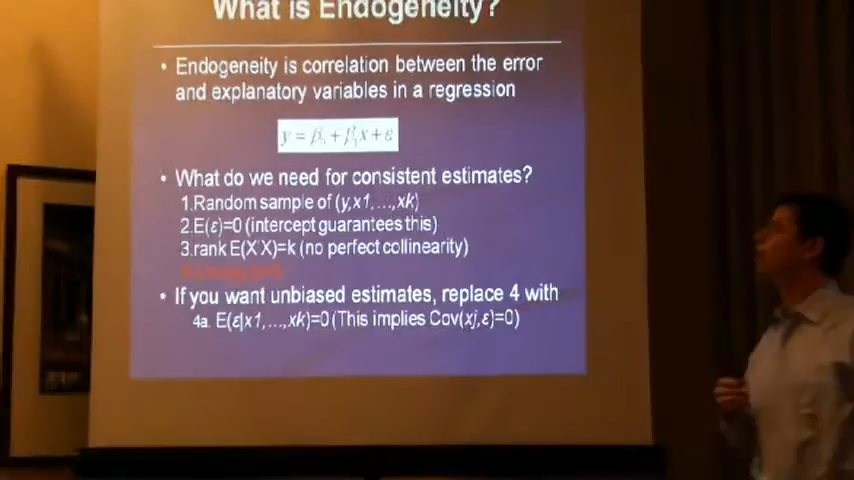 What is Endogeneity?
• Endogeneity is correlation between the error
and explanatory variables in a regression
y = β₀ + β₁x + ε
• What do we need for consistent estimates?
1.Random sample of (y,x1,...,xk)
2.E(ε)=0 (intercept guarantees this)
3.rank E(X'X)=k (no perfect collinearity)
• If you want unbiased estimates, replace 4 with
4a. E(ε|x1,...,xk)=0 (This implies Cov(xj,ε)=0)